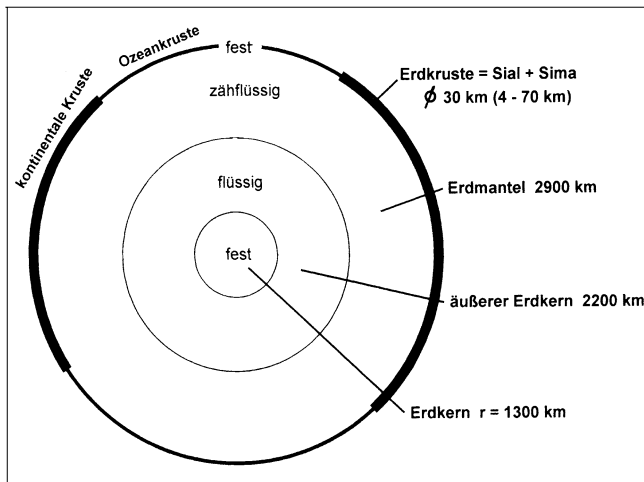 Ozeankruste
fest
kontinentale Kruste
zähflüssig
Erdkruste = Sial + Sima
ϕ 30 km (4 - 70 km)
flüssig
Erdmantel 2900 km
fest
äußerer Erdkern 2200 km
Erdkern r = 1300 km